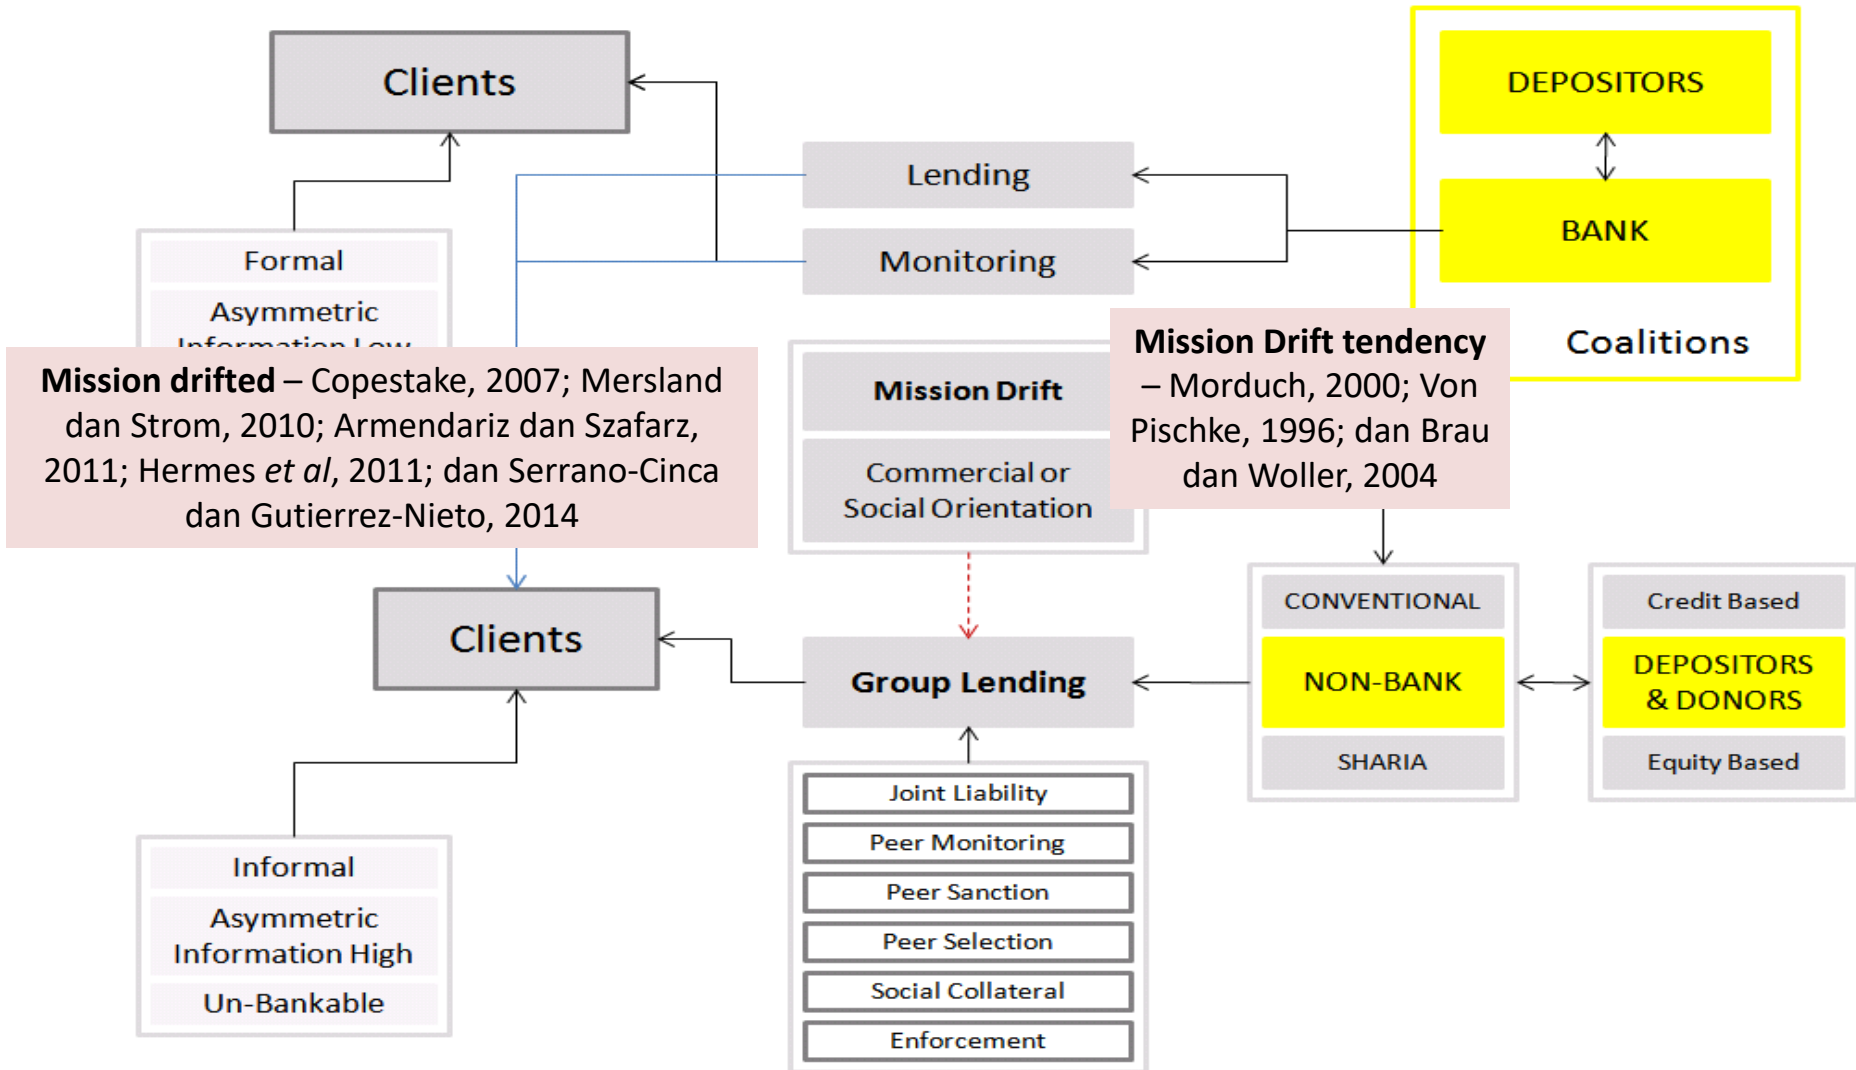 Clients
DEPOSITORS
Lending
BANK
Monitoring
Coalitions
Formal
Asymmetric
Information Low
Mission drifted – Copestake, 2007; Mersland
dan Strom, 2010; Armendariz dan Szafarz,
2011; Hermes et al, 2011; dan Serrano-Cinca
dan Gutierrez-Nieto, 2014
Mission Drift
Commercial or
Social Orientation
Mission Drift tendency
– Morduch, 2000; Von
Pischke, 1996; dan Brau
dan Woller, 2004
Clients
Group Lending
CONVENTIONAL
NON-BANK
SHARIA
Credit Based
DEPOSITORS
& DONORS
Equity Based
Joint Liability
Peer Monitoring
Peer Sanction
Peer Selection
Social Collateral
Enforcement
Informal
Asymmetric
Information High
Un-Bankable